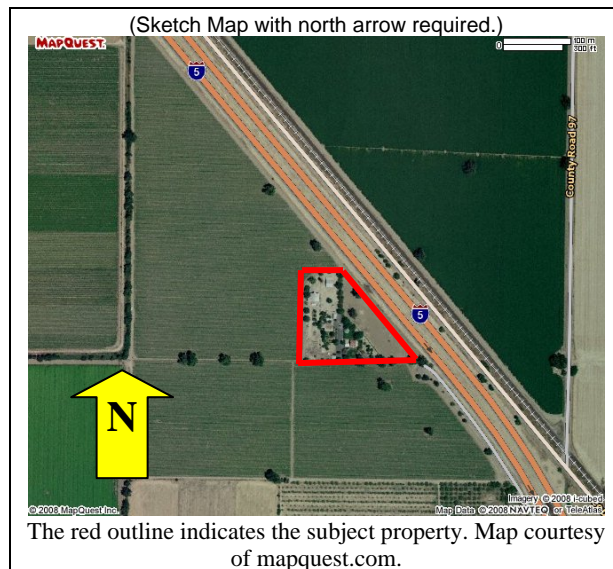 (Sketch Map with north arrow required.)
MAPQUEST.
0 100 m
300 ft
5
County Road 97
5
N
© 2008 MapQuest Inc.
Imagery © 2008 i-cubed,
Map Data © 2008 NAVTEQ or TeleAtlas
The red outline indicates the subject property. Map courtesy
of mapquest.com.